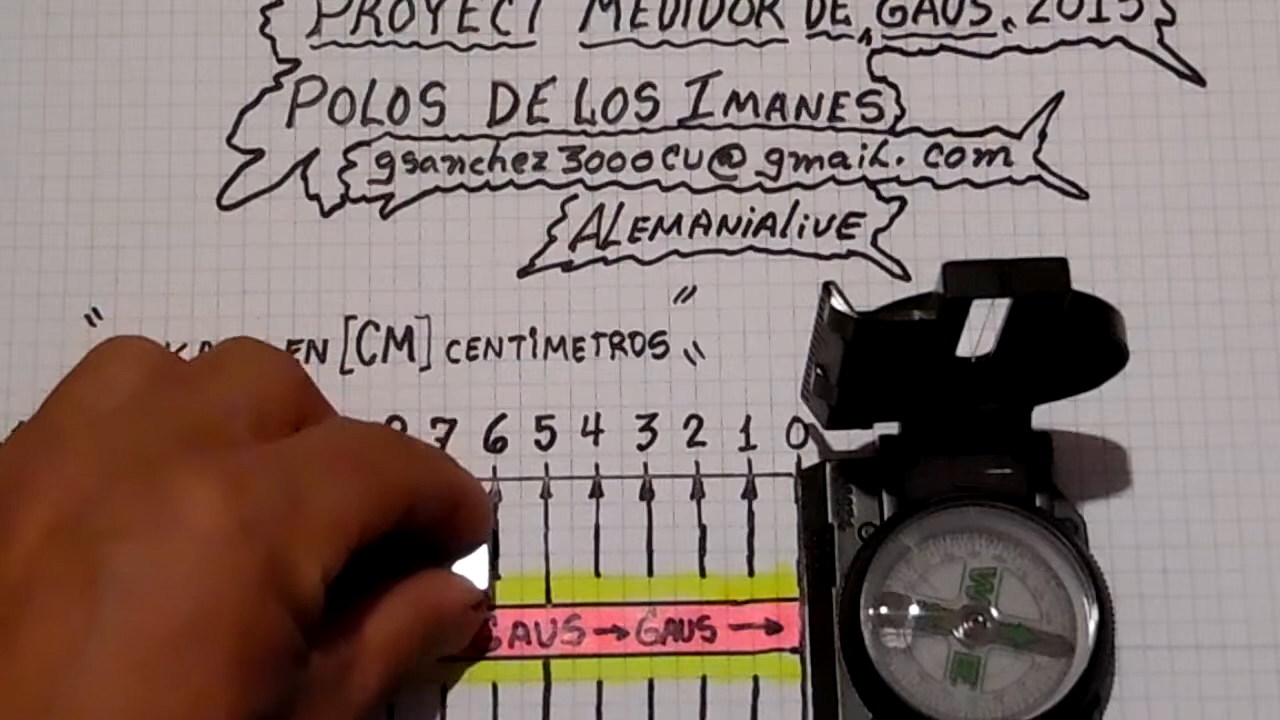 PROYECT MEDIDOR DE GAUS. 2015
POLOS DE LOS IMANES
gsanchez3000cu@gmail.com
ALEMANIAliVE
EN [CM] CENTIMETROS
8 7 6 5 4 3 2 1 0
GAUS → GAUS →
W
E